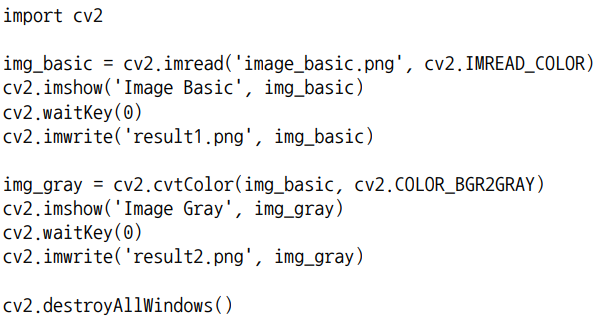 import cv2
img_basic = cv2.imread('image_basic.png', cv2.IMREAD_COLOR)
cv2.imshow('Image Basic', img_basic)
cv2.waitKey(0)
cv2.imwrite('result1.png', img_basic)
img_gray = cv2.cvtColor(img_basic, cv2.COLOR_BGR2GRAY)
cv2.imshow('Image Gray', img_gray)
cv2.waitKey(0)
cv2.imwrite('result2.png', img_gray)
cv2.destroyAllWindows()